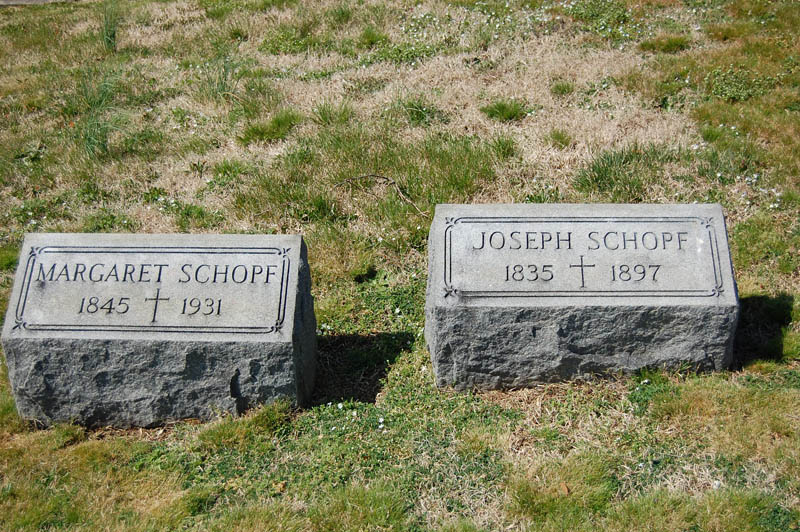 MARGARET SCHOPF
1845 † 1931
JOSEPH SCHOPF
1835 † 1897